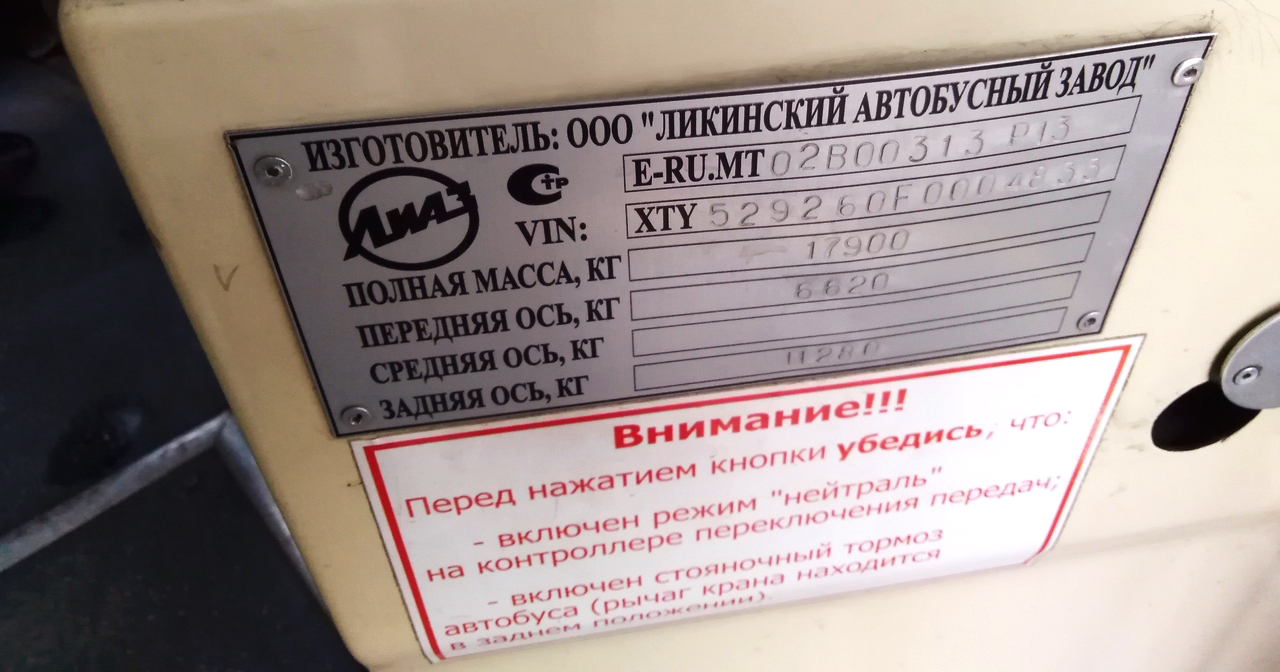 ИЗГОТОВИТЕЛЬ: ООО "ЛИКИНСКИЙ АВТОБУСНЫЙ ЗАВОД"
ЛиАЗ
E-RU.MT 02B00313 P13
VIN: XTY 529260F0004835
ПОЛНАЯ МАССА, КГ 17900
ПЕРЕДНЯЯ ОСЬ, КГ 6620
СРЕДНЯЯ ОСЬ, КГ
ЗАДНЯЯ ОСЬ, КГ 11280
Внимание!!!
Перед нажатием кнопки убедись, что:
- включен режим "нейтраль"
на контроллере переключения передач;
- включен стояночный тормоз
автобуса (рычаг крана находится
в заднем положении).